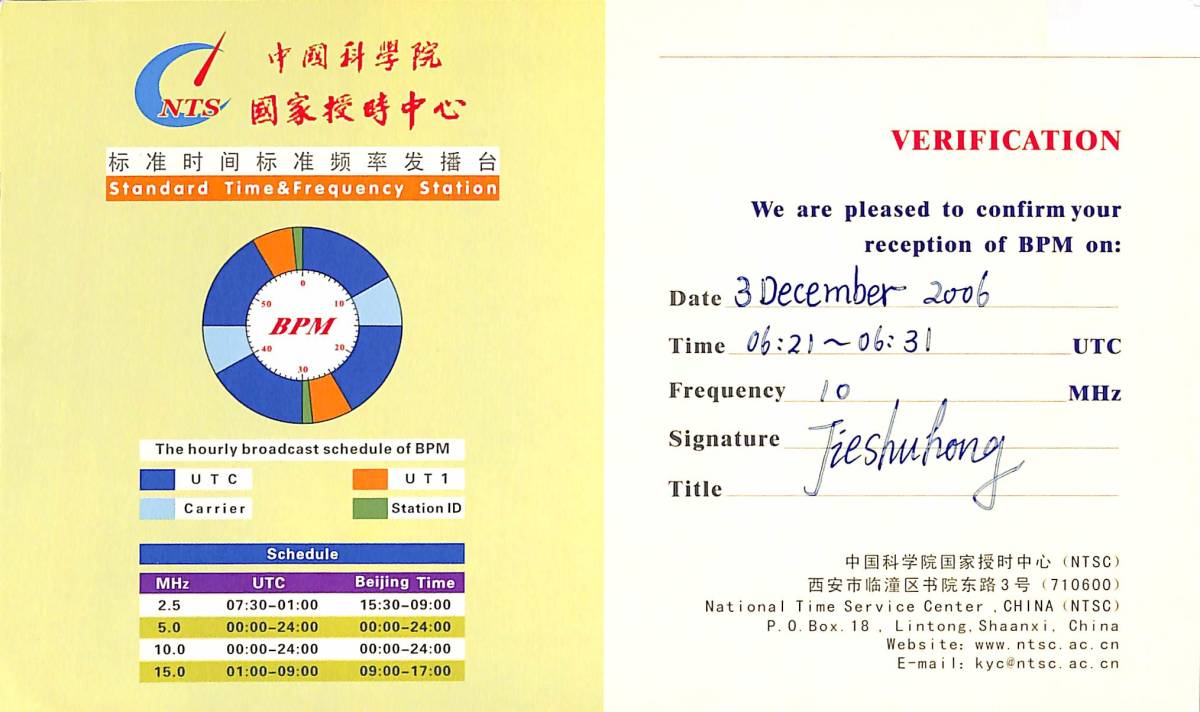 NTS
中國科學院
國家授時中心
标准时间标准频率发播台
Standard Time&Frequency Station
0
10
20
30
40
50
BPM
The hourly broadcast schedule of BPM
UTC
UT1
Carrier
Station ID
Schedule
MHz UTC Beijing Time
2.5 07:30-01:00 15:30-09:00
5.0 00:00-24:00 00:00-24:00
10.0 00:00-24:00 00:00-24:00
15.0 01:00-09:00 09:00-17:00
VERIFICATION
We are pleased to confirm your
reception of BPM on:
Date 3 December 2006
Time 06:21~06:31 UTC
Frequency 10 MHz
Signature Jieshuhong
Title
中国科学院国家授时中心(NTSC)
西安市临潼区书院东路3号(710600)
National Time Service Center , CHINA (NTSC)
P.O.Box.18 , Lintong, Shaanxi, China
Website: www.ntsc.ac.cn
E-mail: kyc@ntsc.ac.cn